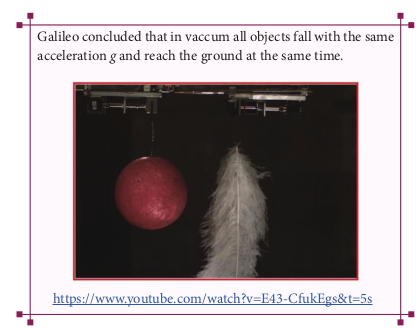 Galileo concluded that in vaccum all objects fall with the same
acceleration g and reach the ground at the same time.
https://www.youtube.com/watch?v=E43-CfukEgs&t=5s